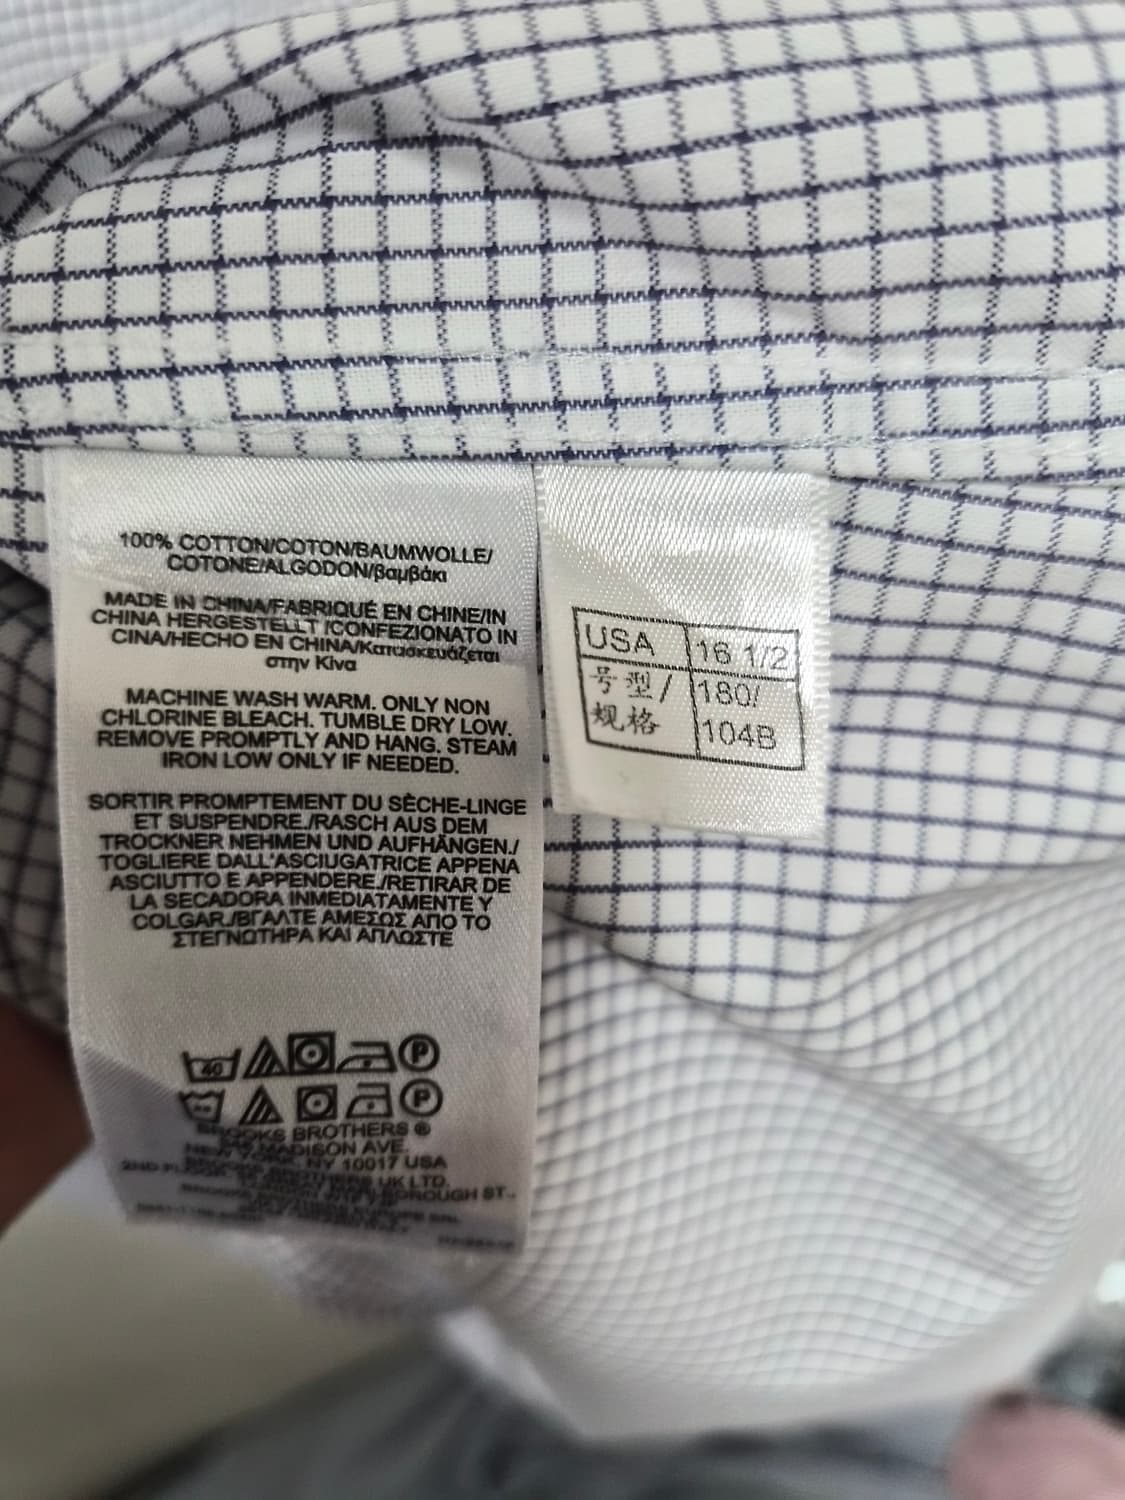 100% COTTON/COTON/BAUMWOLLE/
COTONE/ALGODON/βαμβάκι
MADE IN CHINA/FABRIQUÉ EN CHINE/IN
CHINA HERGESTELLT /CONFEZIONATO IN
CINA/HECHO EN CHINA/Κατασκευάζεται
στην Κίνα
MACHINE WASH WARM. ONLY NON
CHLORINE BLEACH. TUMBLE DRY LOW.
REMOVE PROMPTLY AND HANG. STEAM
IRON LOW ONLY IF NEEDED.
SORTIR PROMPTEMENT DU SÈCHE-LINGE
ET SUSPENDRE./RASCH AUS DEM
TROCKNER NEHMEN UND AUFHÄNGEN./
TOGLIERE DALL'ASCIUGATRICE APPENA
ASCIUTTO E APPENDERE./RETIRAR DE
LA SECADORA INMEDIATAMENTE Y
COLGAR./ΒΓΑΛΤΕ ΑΜΕΣΩΣ ΑΠΟ ΤΟ
ΣΤΕΓΝΩΤΗΡΑ ΚΑΙ ΑΠΛΩΣΤΕ
40 P
P
BROOKS BROTHERS ®
346 MADISON AVE.
NEW YORK, NY 10017 USA
BROOKS BROTHERS UK LTD.
2ND FLOOR,
USA 16 1/2
号型/ 180/
规格 104B